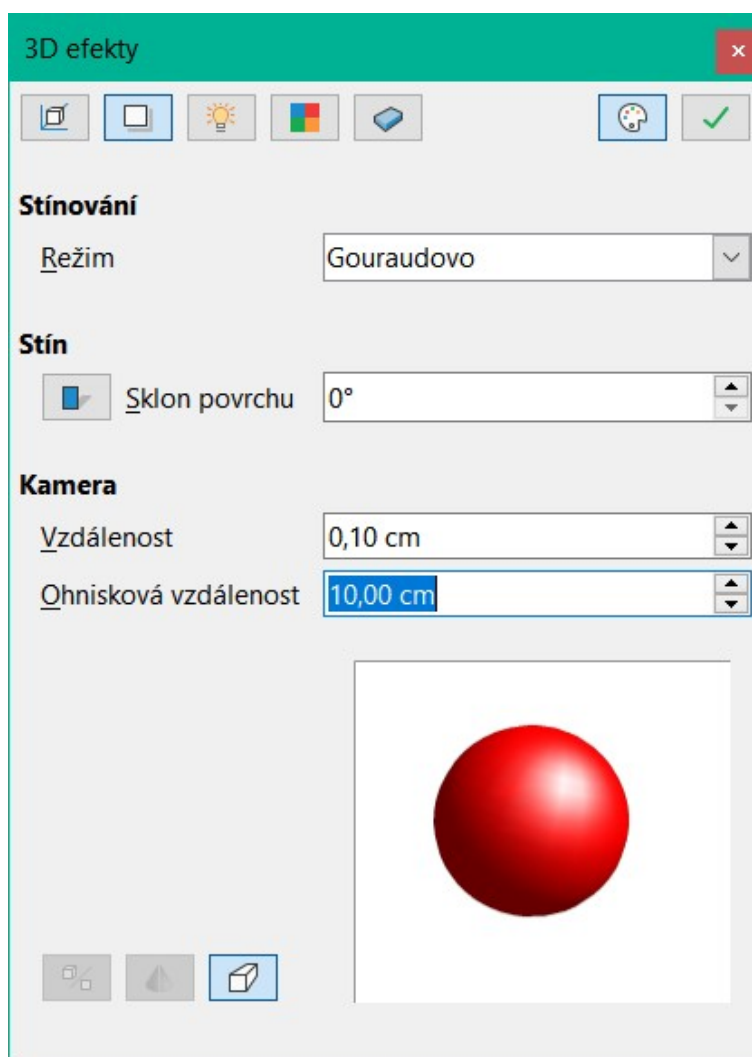 3D efekty
Stínování
Režim Gouraudovo
Stín
Sklon povrchu 0°
Kamera
Vzdálenost 0,10 cm
Ohnisková vzdálenost 10,00 cm